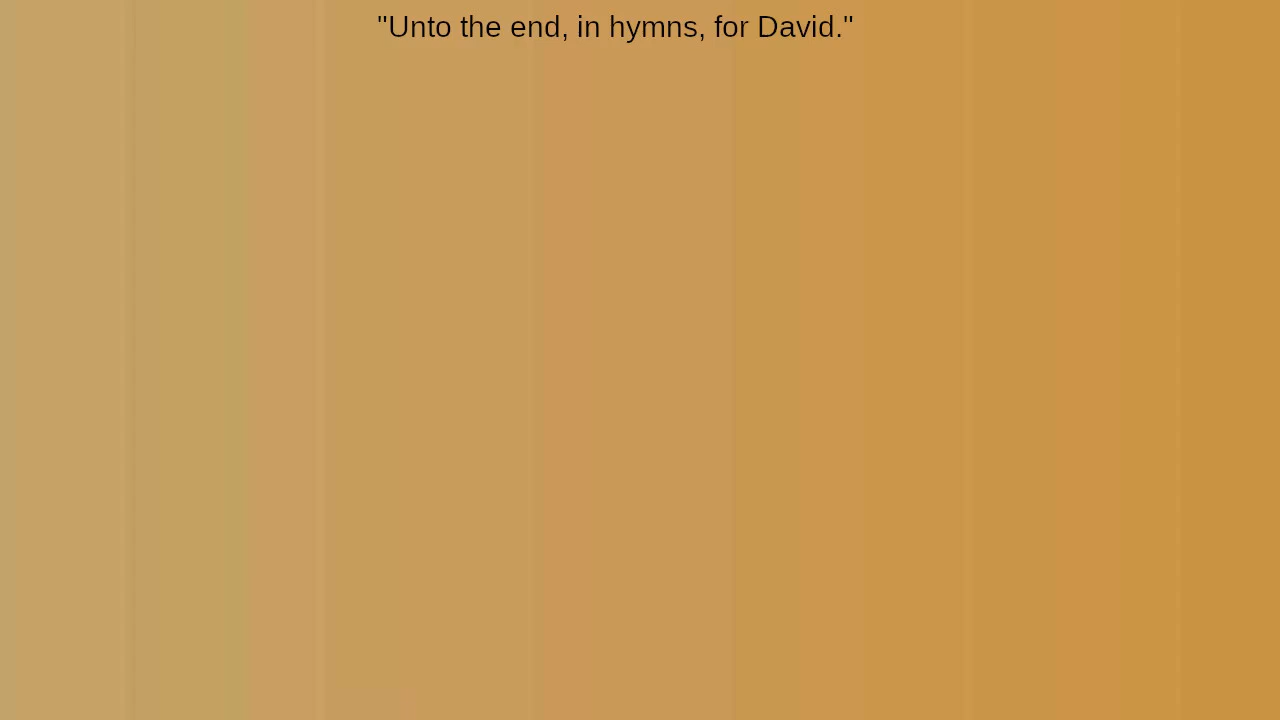 "Unto the end, in hymns, for David."